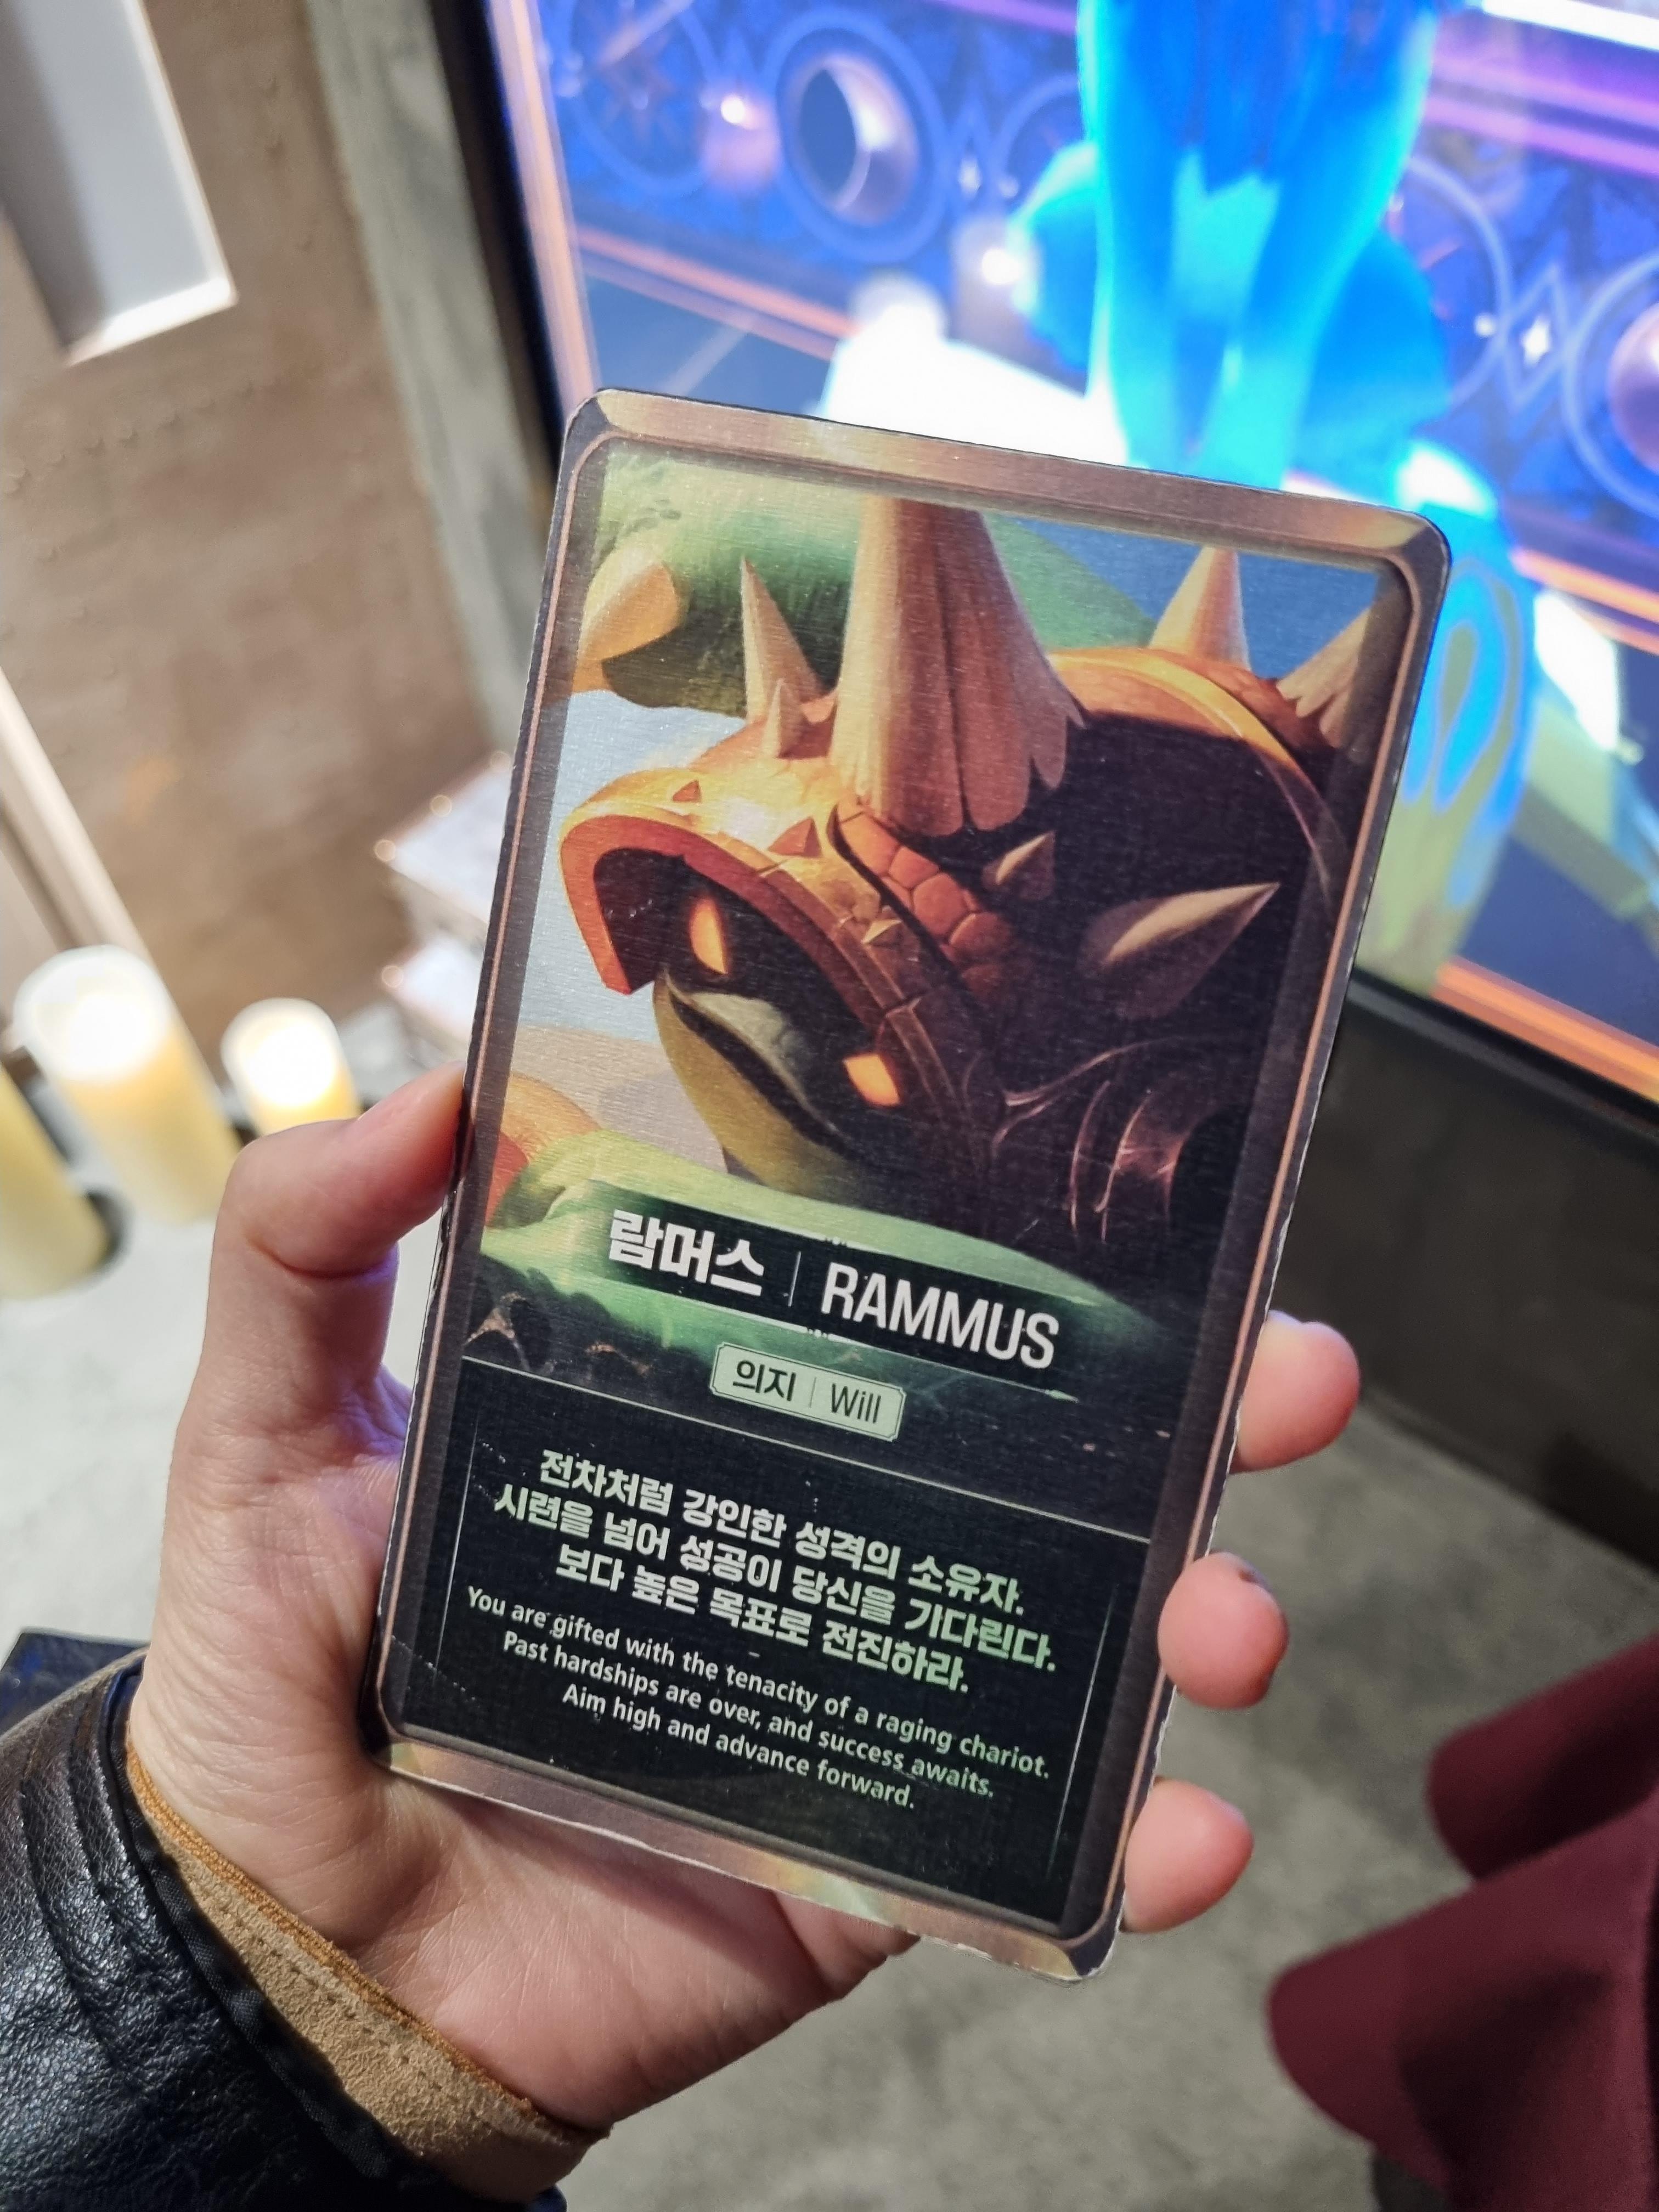 람머스 | RAMMUS
의지 | Will
전차처럼 강인한 성격의 소유자.
시련을 넘어 성공이 당신을 기다린다.
보다 높은 목표로 전진하라.
You are gifted with the tenacity of a raging chariot.
Past hardships are over, and success awaits.
Aim high and advance forward.